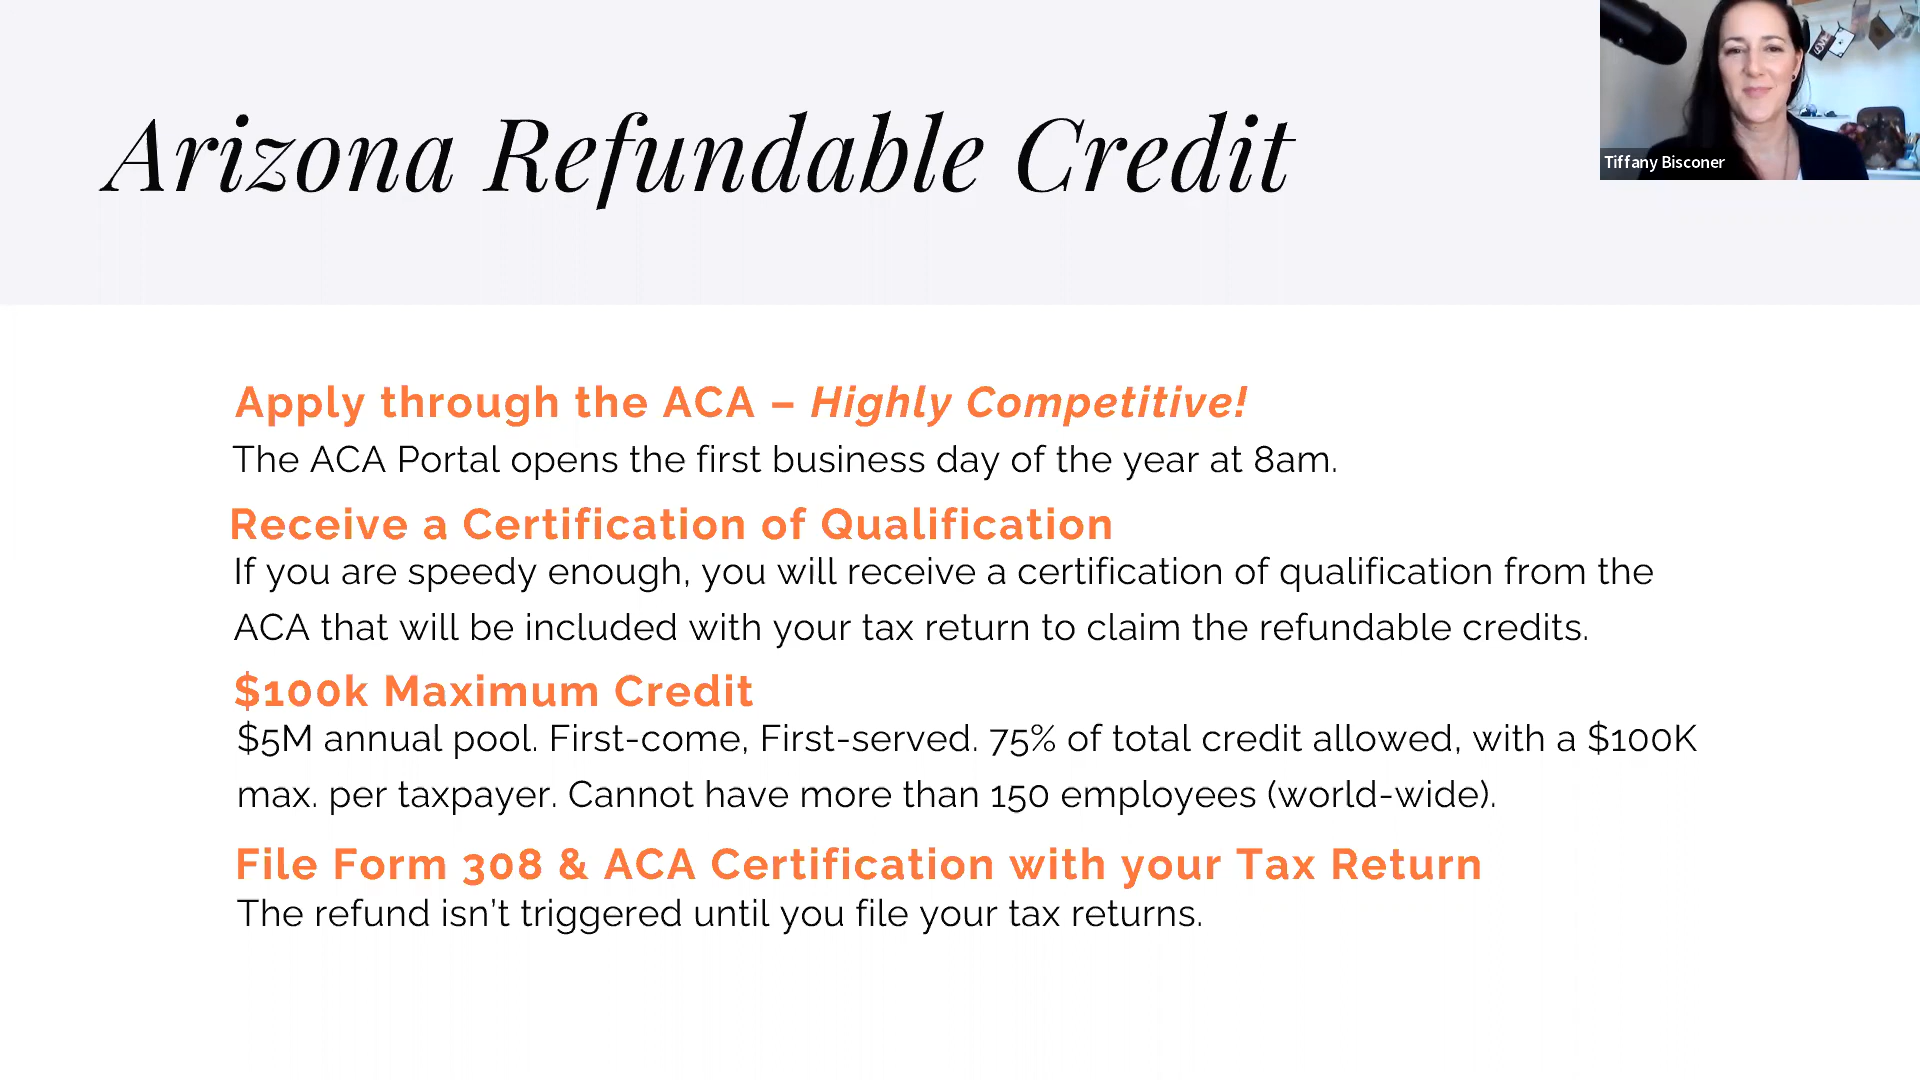 Arizona Refundable Credit
Tiffany Bisconer
Apply through the ACA – Highly Competitive!
The ACA Portal opens the first business day of the year at 8am.
Receive a Certification of Qualification
If you are speedy enough, you will receive a certification of qualification from the
ACA that will be included with your tax return to claim the refundable credits.
$100k Maximum Credit
$5M annual pool. First-come, First-served. 75% of total credit allowed, with a $100K
max. per taxpayer. Cannot have more than 150 employees (world-wide).
File Form 308 & ACA Certification with your Tax Return
The refund isn’t triggered until you file your tax returns.